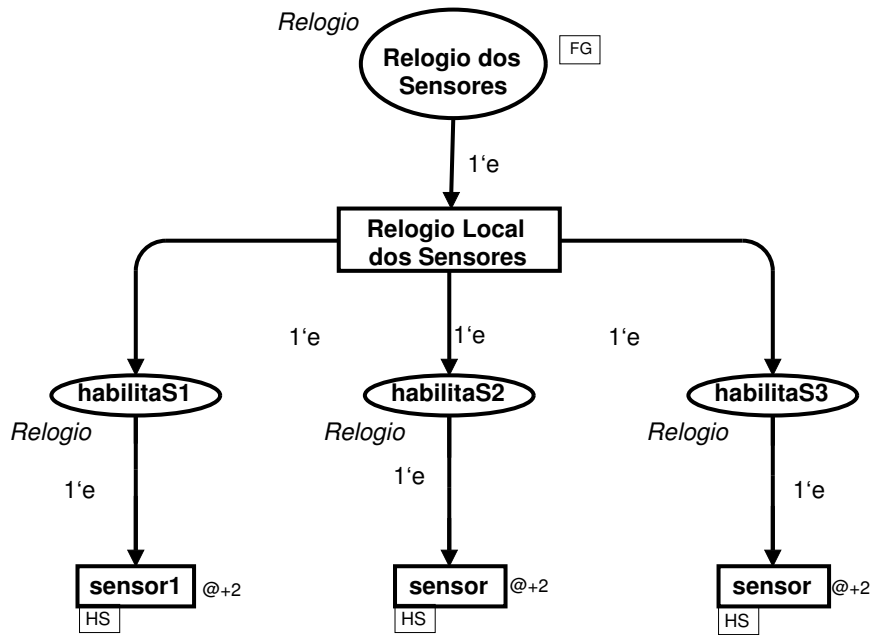 Relogio
Relogio dos
Sensores
FG
1‘e
Relogio Local
dos Sensores
1‘e
1‘e
1‘e
habilitaS1
habilitaS2
habilitaS3
Relogio
Relogio
Relogio
1‘e
1‘e
1‘e
sensor1
@+2
sensor
@+2
sensor
@+2
HS
HS
HS